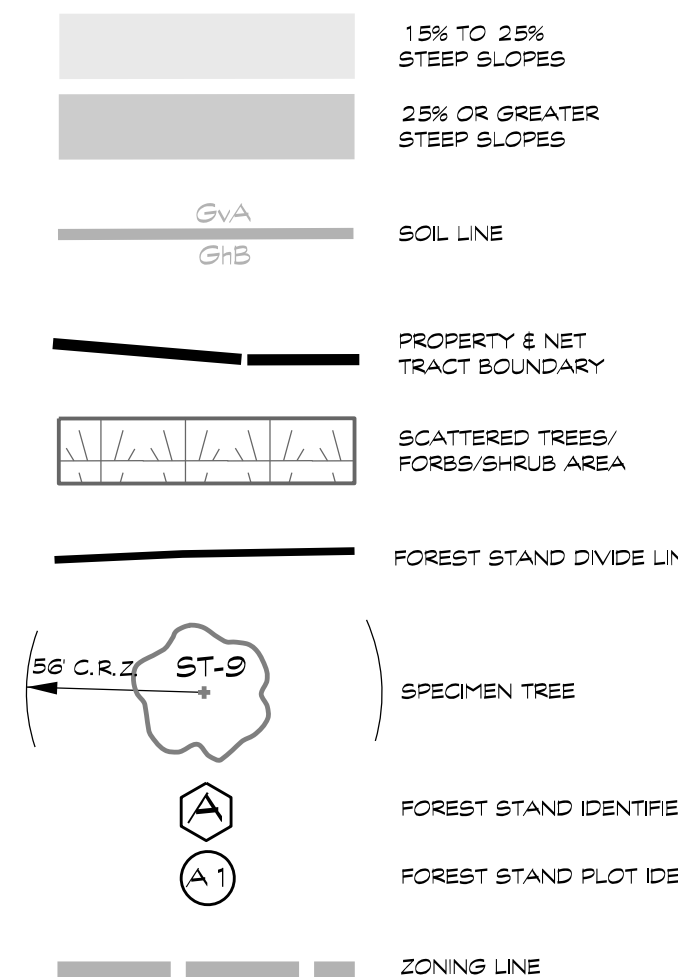 15% TO 25%
STEEP SLOPES
25% OR GREATER
STEEP SLOPES
GvA
GhB
SOIL LINE
PROPERTY & NET
TRACT BOUNDARY
SCATTERED TREES/
FORBS/SHRUB AREA
FOREST STAND DIVIDE LIN
56' C.R.Z.
ST-9
SPECIMEN TREE
A
FOREST STAND IDENTIFIE
A 1
FOREST STAND PLOT IDE
ZONING LINE